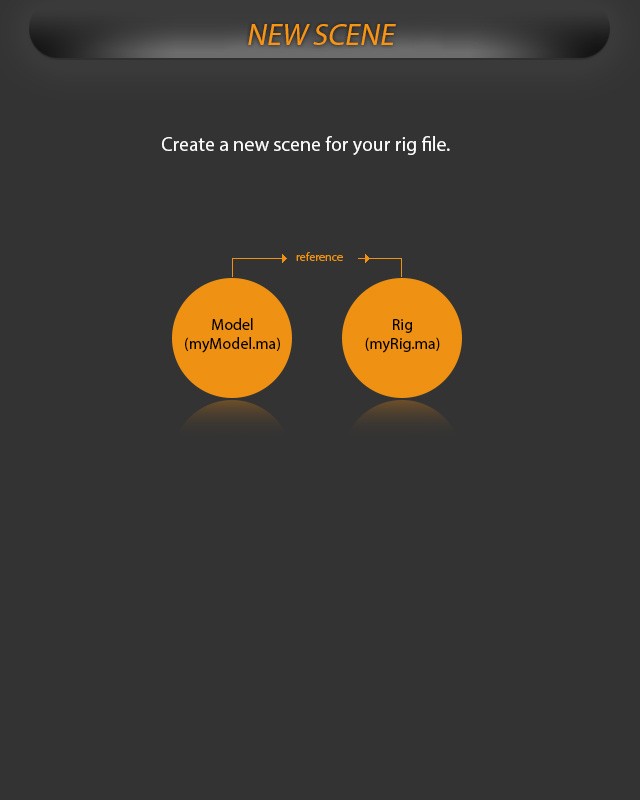 NEW SCENE
Create a new scene for your rig file.
reference
Model
(myModel.ma)
Rig
(myRig.ma)